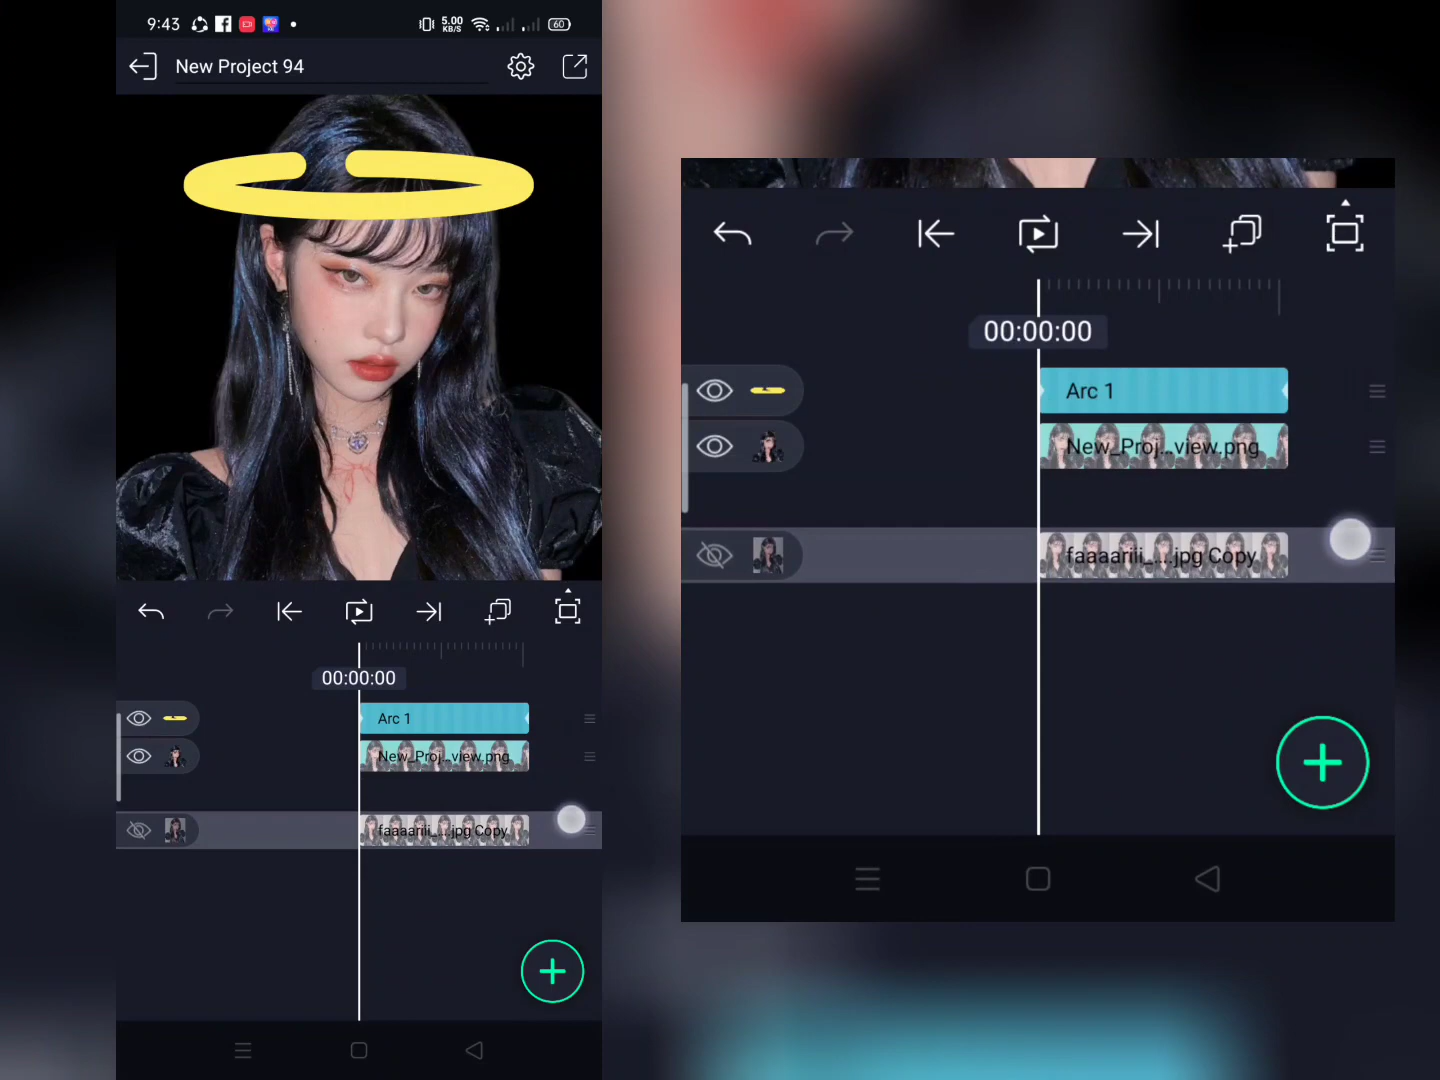 9:43
5.00
KB/S
60
New Project 94
00:00:00
Arc 1
New_Proj...view.png
faaaariii_....jpg Copy
00:00:00
Arc 1
New_Proj...view.png
faaaariii_....jpg Copy